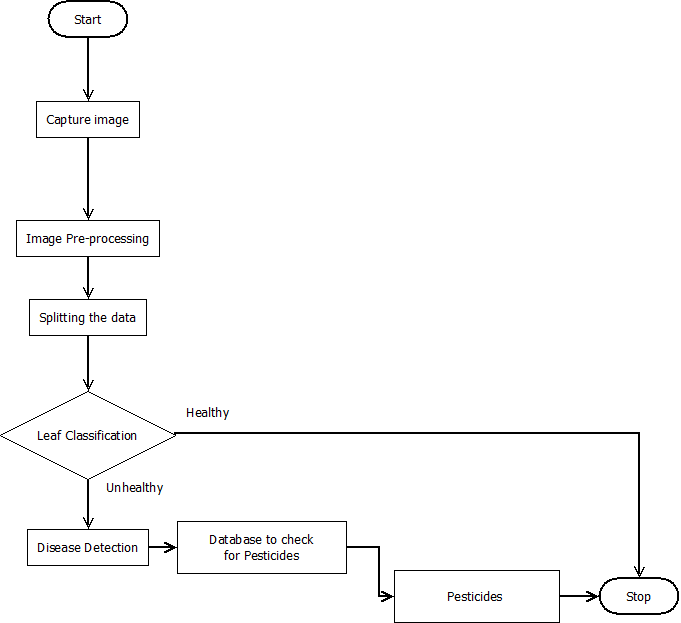 Start
Capture image
Image Pre-processing
Splitting the data
Healthy
Leaf Classification
Unhealthy
Disease Detection
Database to check
for Pesticides
Pesticides
Stop